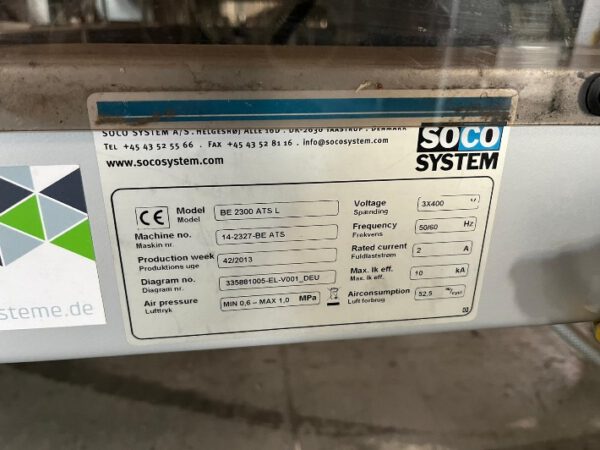 SOCO SYSTEM A/S . HELGESHØJ ALLE 16D . DK-2630 TAASTRUP . DENMARK
TEL +45 43 52 55 66 . FAX +45 43 52 81 16 . info@socosystem.com
www.socosystem.com
SOCO
SYSTEM
CE
Model BE 2300 ATS L
Model
Machine no. 14-2327-BE ATS
Maskin nr.
Production week 42/2013
Produktions uge
Diagram no. 335881005-EL-V001_DEU
Diagram nr.
Air pressure MIN 0,6 – MAX 1,0 MPa
Lufttryk
Voltage 3X400
Spænding
Frequency 50/60 Hz
Frekvens
Rated current 2 A
Fuldlaststrøm
Max. Ik eff. 10 kA
Max. Ik eff.
Airconsumption 52,5
Luft forbrug
steme.de